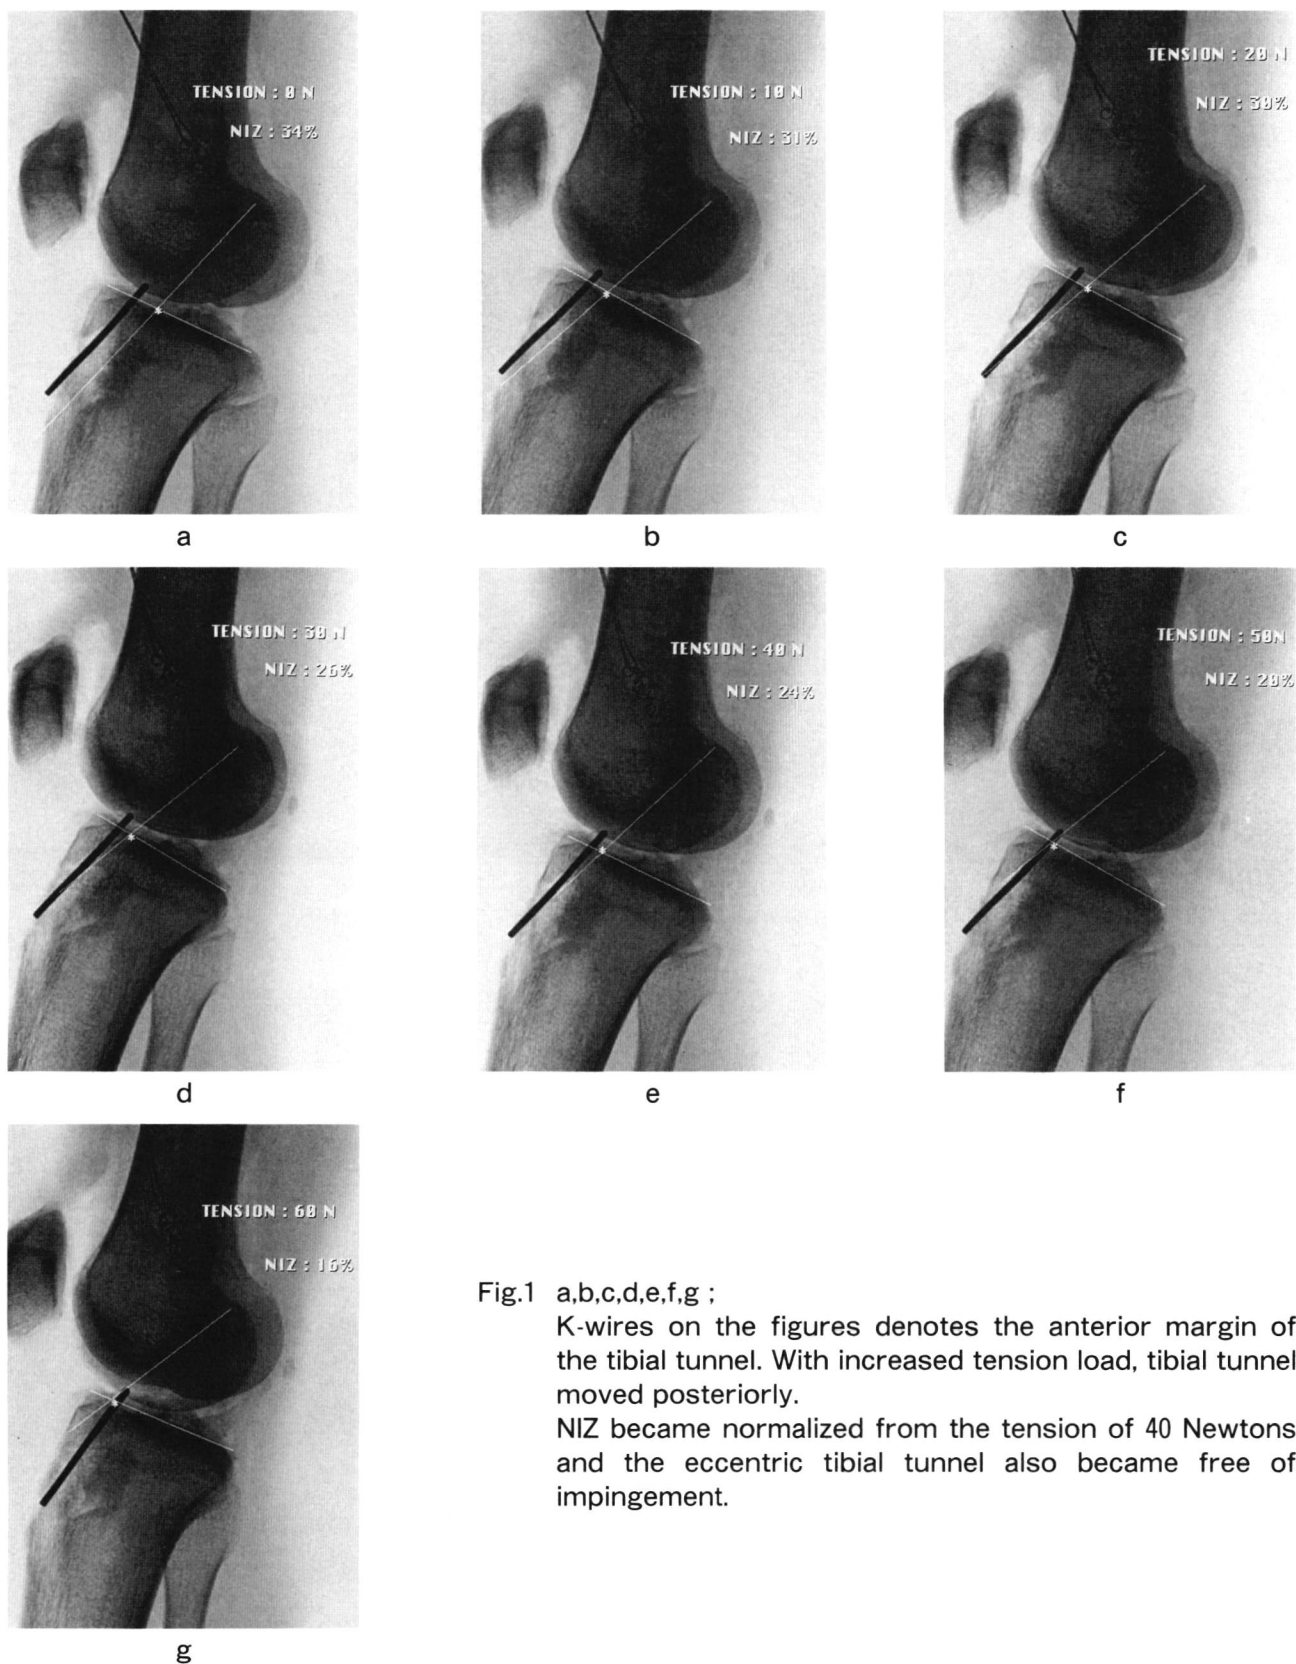 TENSION : 0 N
NIZ : 34%
TENSION : 10 N
NIZ : 31%
TENSION : 20 N
NIZ : 30%
a
b
c
TENSION : 30 N
NIZ : 26%
TENSION : 40 N
NIZ : 24%
TENSION : 50N
NIZ : 20%
d
e
f
TENSION : 60 N
NIZ : 16%
g
Fig.1 a,b,c,d,e,f,g ;
K-wires on the figures denotes the anterior margin of
the tibial tunnel. With increased tension load, tibial tunnel
moved posteriorly.
NIZ became normalized from the tension of 40 Newtons
and the eccentric tibial tunnel also became free of
impingement.